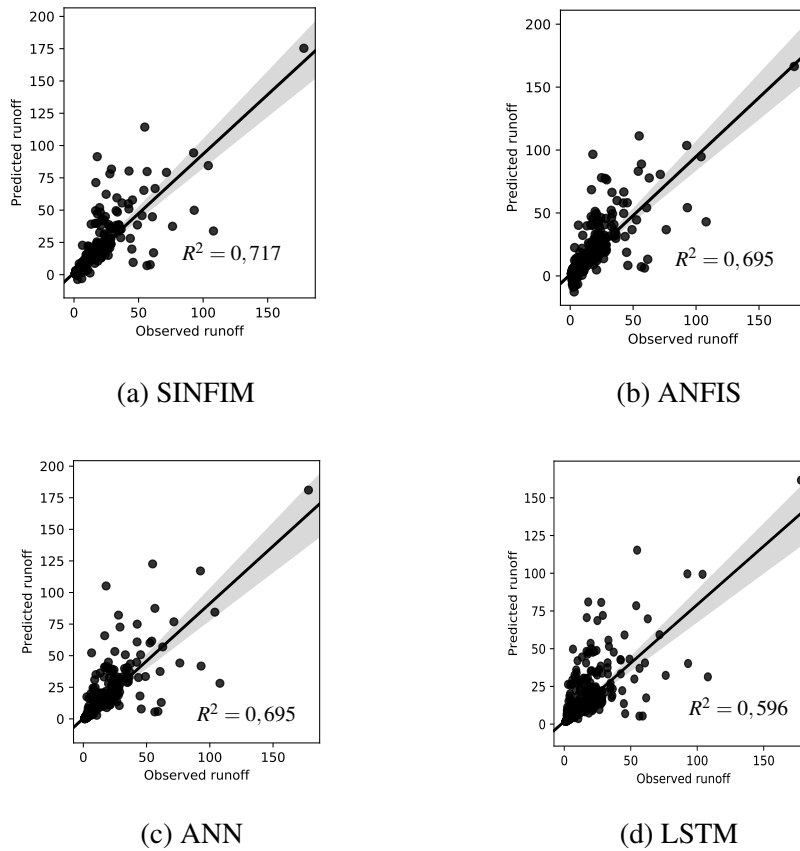 200
175
150
125
100
75
50
25
0
Predicted runoff
R² = 0,717
0 50 100 150
Observed runoff
(a) SINFIM
200
150
100
50
0
Predicted runoff
R² = 0,695
0 50 100 150
Observed runoff
(b) ANFIS
200
175
150
125
100
75
50
25
0
Predicted runoff
R² = 0,695
0 50 100 150
Observed runoff
(c) ANN
150
125
100
75
50
25
0
Predicted runoff
R² = 0,596
0 50 100 150
Observed runoff
(d) LSTM